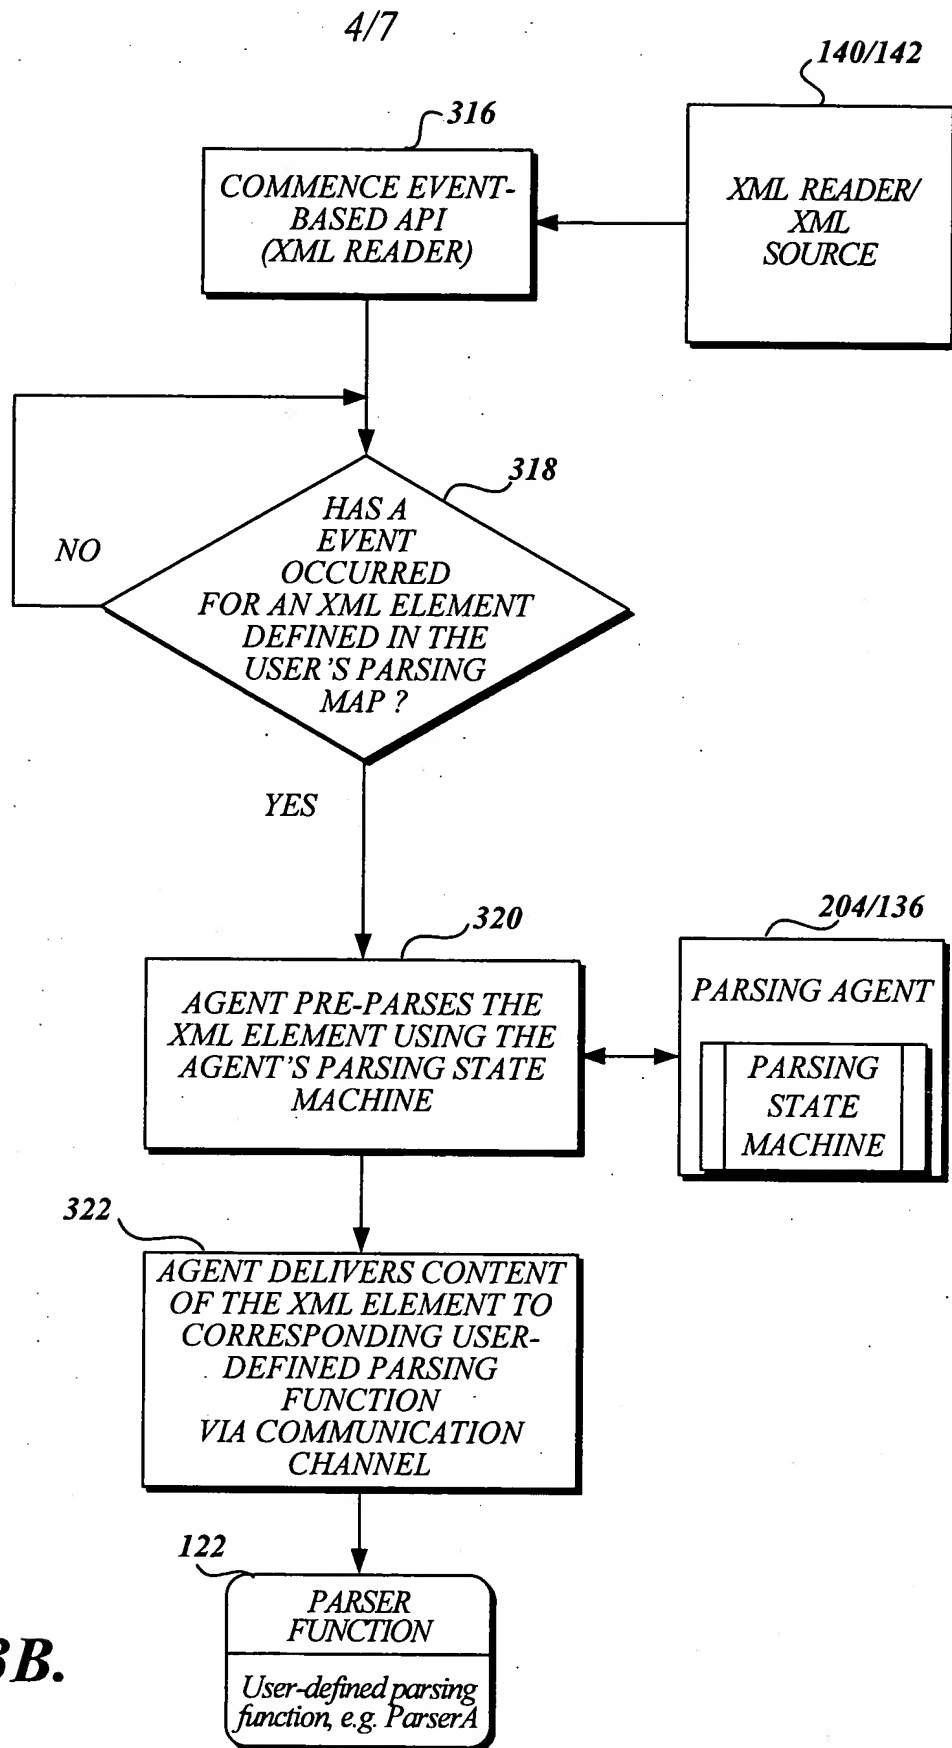 4/7
140/142
316
COMMENCE EVENT-
BASED API
(XML READER)
XML READER/
XML
SOURCE
318
HAS A
EVENT
OCCURRED
FOR AN XML ELEMENT
DEFINED IN THE
USER'S PARSING
MAP ?
NO
YES
320
204/136
AGENT PRE-PARSES THE
XML ELEMENT USING THE
AGENT'S PARSING STATE
MACHINE
PARSING AGENT
PARSING
STATE
MACHINE
322
AGENT DELIVERS CONTENT
OF THE XML ELEMENT TO
CORRESPONDING USER-
DEFINED PARSING
FUNCTION
VIA COMMUNICATION
CHANNEL
122
PARSER
FUNCTION
User-defined parsing
function, e.g. ParserA
3B.